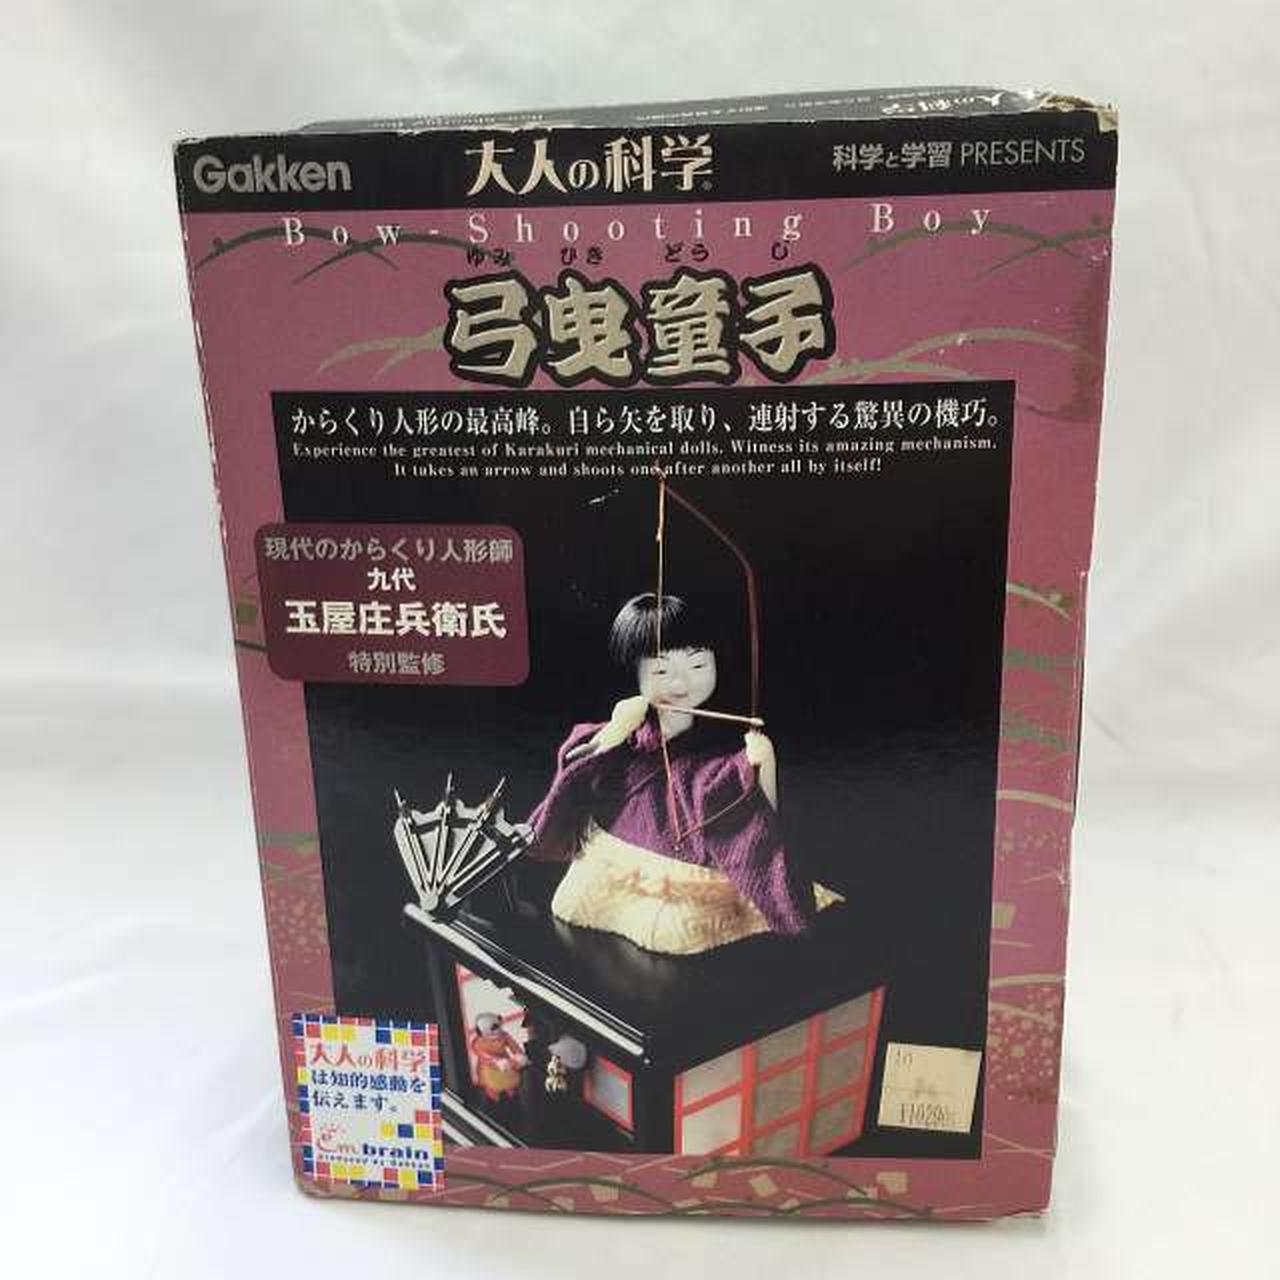 Gakken
大人の科学
科学と学習 PRESENTS
Bow-Shooting Boy
ゆみ ひき どう じ
弓曳童子
からくり人形の最高峰。自ら矢を取り、連射する驚異の機巧。
Experience the greatest of Karakuri mechanical dolls. Witness its amazing mechanism.
It takes an arrow and shoots one after another all by itself!
現代のからくり人形師
九代
玉屋庄兵衛氏
特別監修
大人の科学
は知的感動を
伝えます。
brain